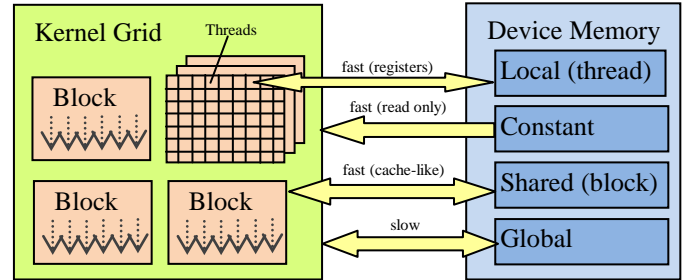 Kernel Grid
Threads
Block
Block
Block
fast (registers)
fast (read only)
fast (cache-like)
slow
Device Memory
Local (thread)
Constant
Shared (block)
Global